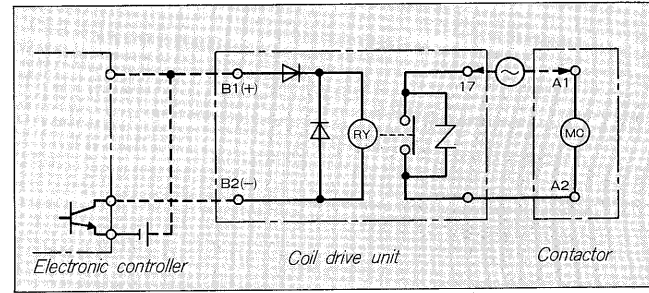 B1(+)
17
A1
RY
MC
B2(−)
A2
Electronic controller
Coil drive unit
Contactor